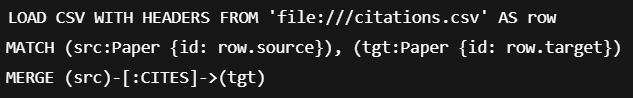 LOAD CSV WITH HEADERS FROM 'file:///citations.csv' AS row
MATCH (src:Paper {id: row.source}), (tgt:Paper {id: row.target})
MERGE (src)-[:CITES]->(tgt)